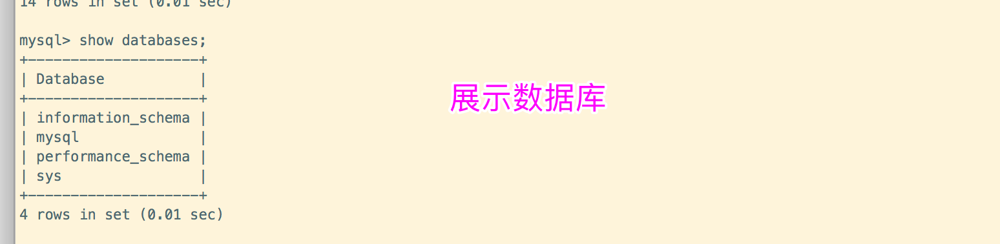 14 rows in set (0.01 sec)
mysql> show databases;
+--------------------+
| Database           |
+--------------------+
| information_schema |
| mysql              |
| performance_schema |
| sys                |
+--------------------+
4 rows in set (0.01 sec)
展示数据库